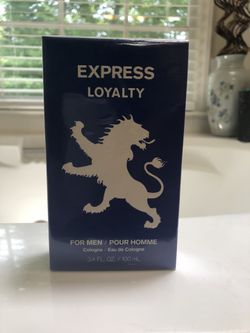 EXPRESS
LOYALTY
FOR MEN / POUR HOMME
Cologne / Eau de Cologne
3.4 FL. OZ. / 100 mL